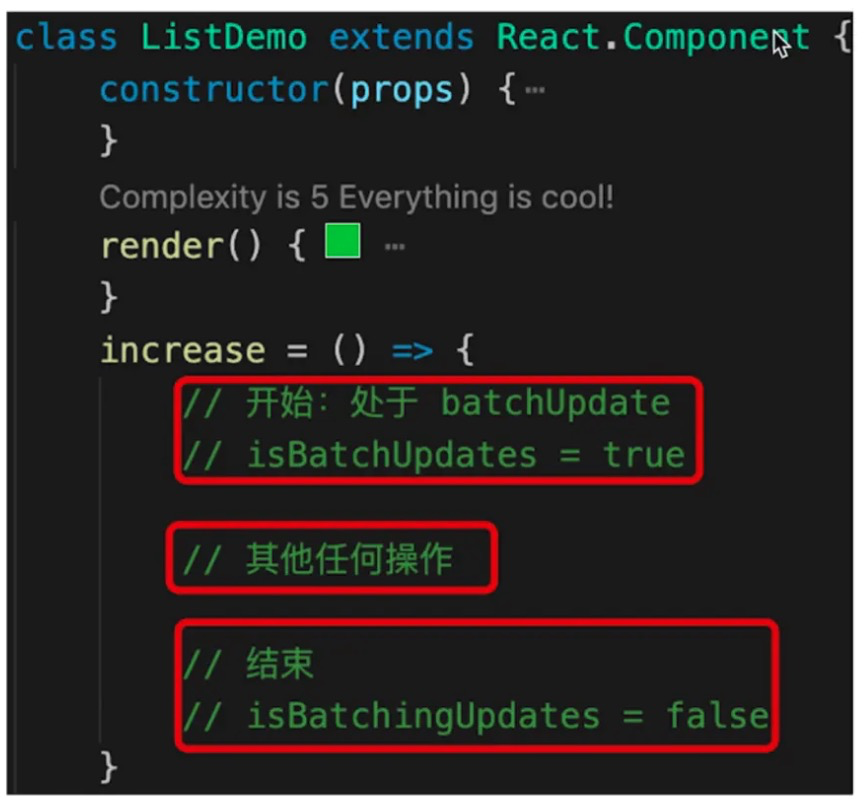 class ListDemo extends React.Component {
constructor(props) {…
}
Complexity is 5 Everything is cool!
render() { …
}
increase = () => {
// 开始：处于 batchUpdate
// isBatchUpdates = true
// 其他任何操作
// 结束
// isBatchingUpdates = false
}